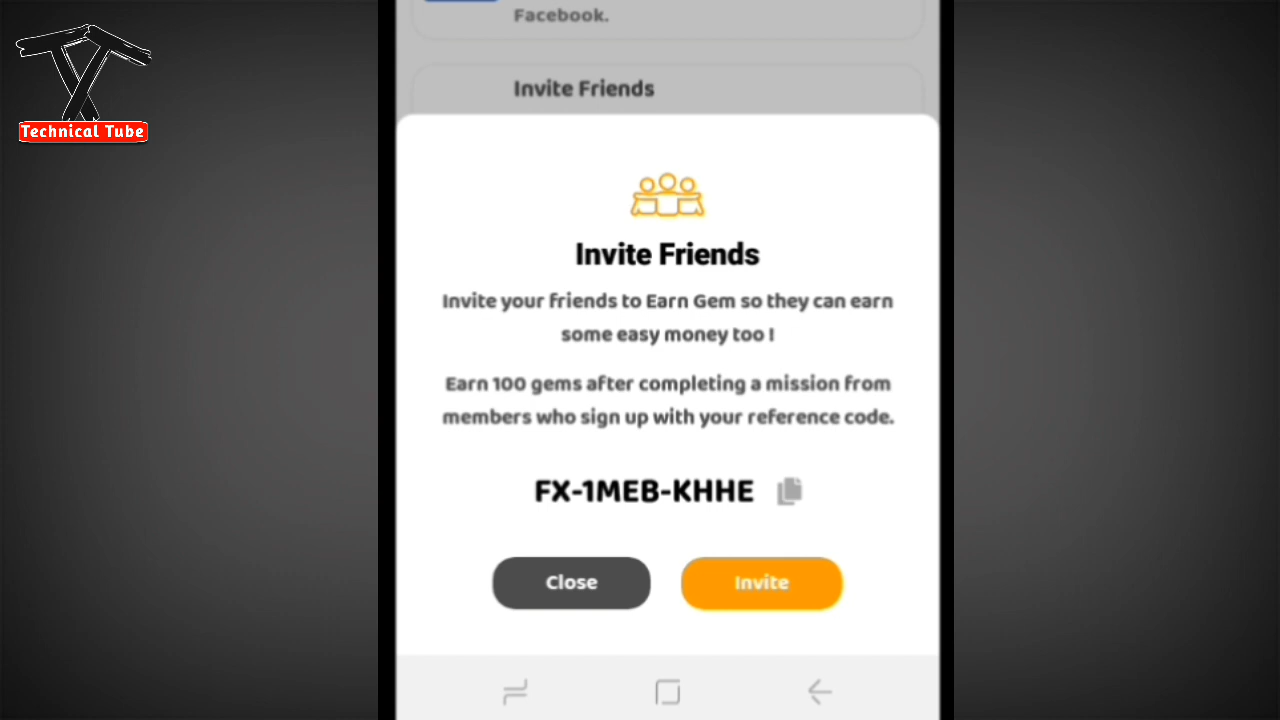 Technical Tube
Facebook.
Invite Friends
Invite Friends
Invite your friends to Earn Gem so they can earn
some easy money too !
Earn 100 gems after completing a mission from
members who sign up with your reference code.
FX-1MEB-KHHE
Close
Invite